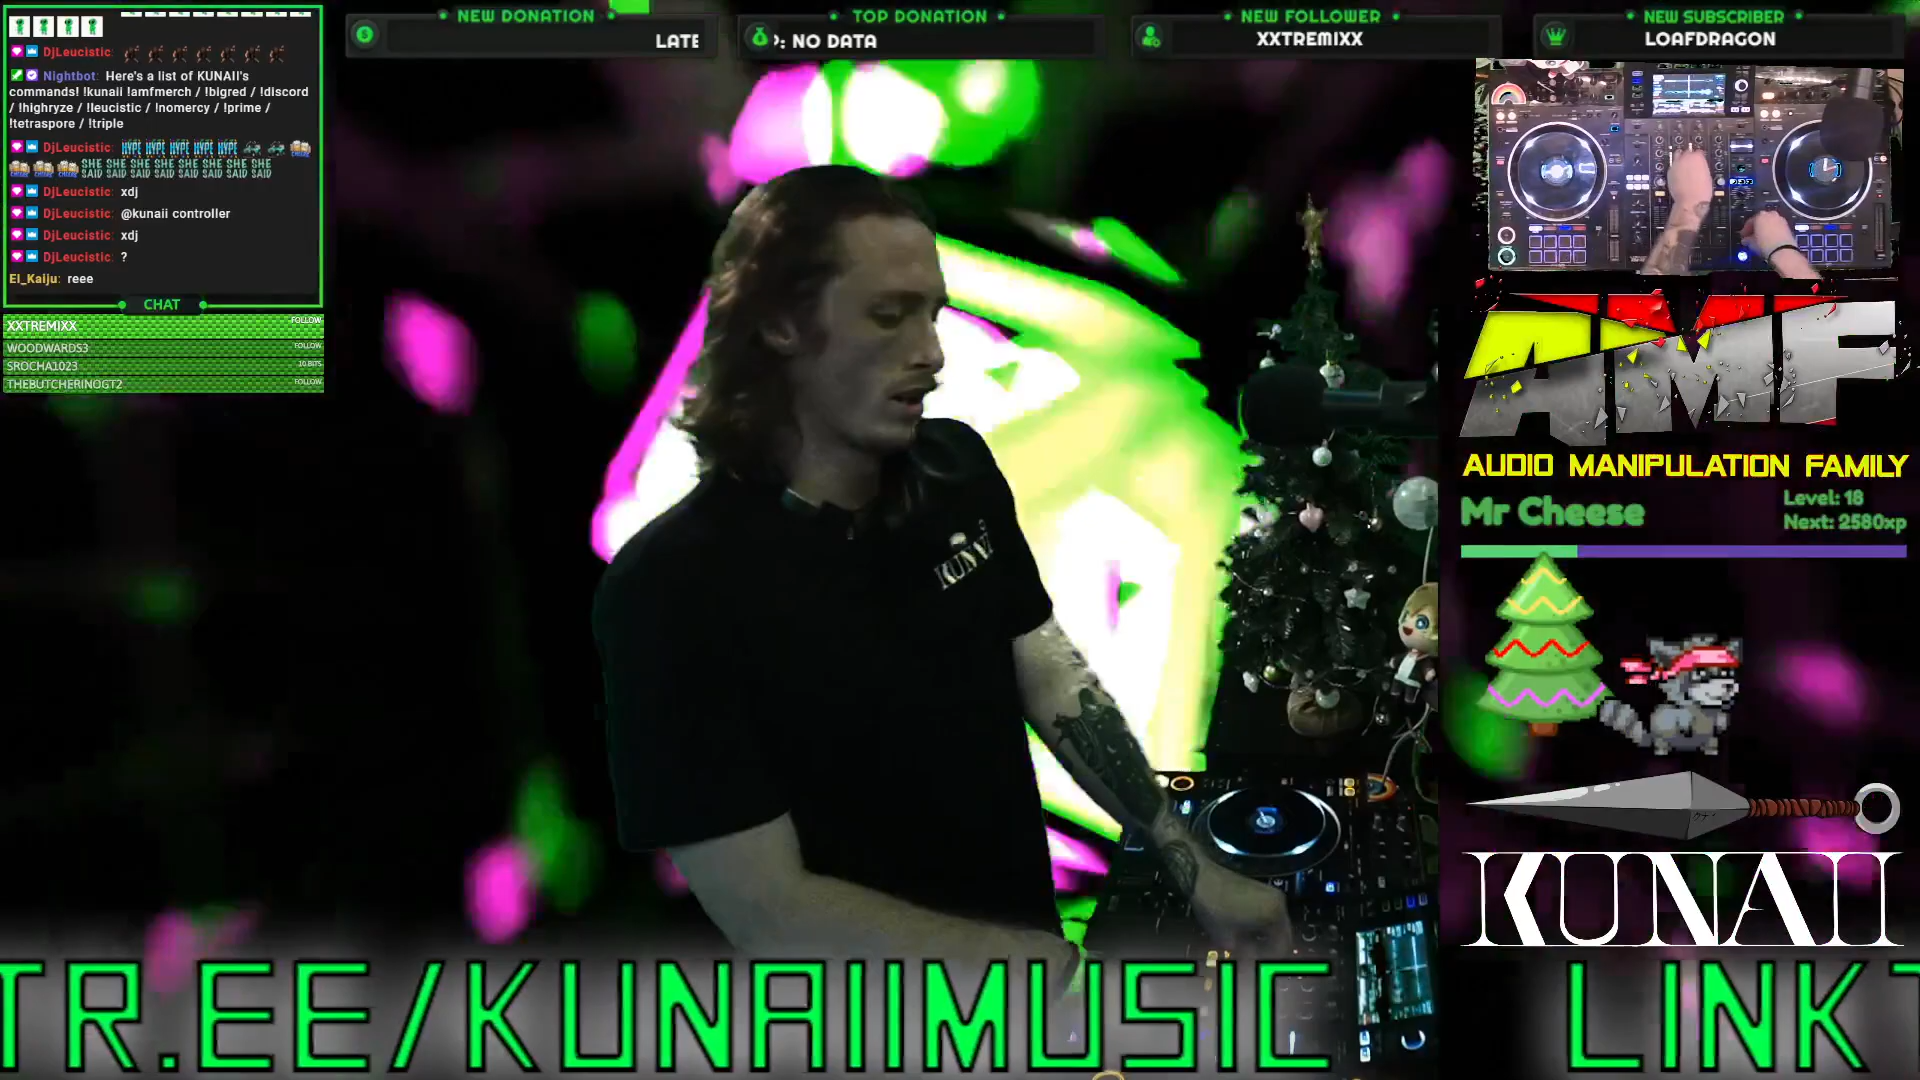 NEW DONATION
LATE
TOP DONATION
P: NO DATA
NEW FOLLOWER
XXTREMIXX
NEW SUBSCRIBER
LOAFDRAGON
DjLeucistic:
Nightbot: Here's a list of KUNAII's
commands! !kunaii !amfmerch / !bigred / !discord
/ !highryze / !leucistic / !nomercy / !prime /
!tetraspore / !triple
DjLeucistic: HYPE HYPE HYPE HYPE HYPE
SHE SHE SHE SHE SHE SHE SHE SHE
SAID SAID SAID SAID SAID SAID SAID SAID
DjLeucistic: xdj
DjLeucistic: @kunaii controller
DjLeucistic: xdj
DjLeucistic: ?
El_Kaiju: reee
CHAT
XXTREMIXX FOLLOW
WOODWARDS3 FOLLOW
SROCHA1023 10 BITS
THEBUTCHERINOGT2 FOLLOW
KUNAII
AMF
AUDIO MANIPULATION FAMILY
Mr Cheese
Level: 18
Next: 2580xp
KUNAII
TR.EE/KUNAIIMUSIC LINKT